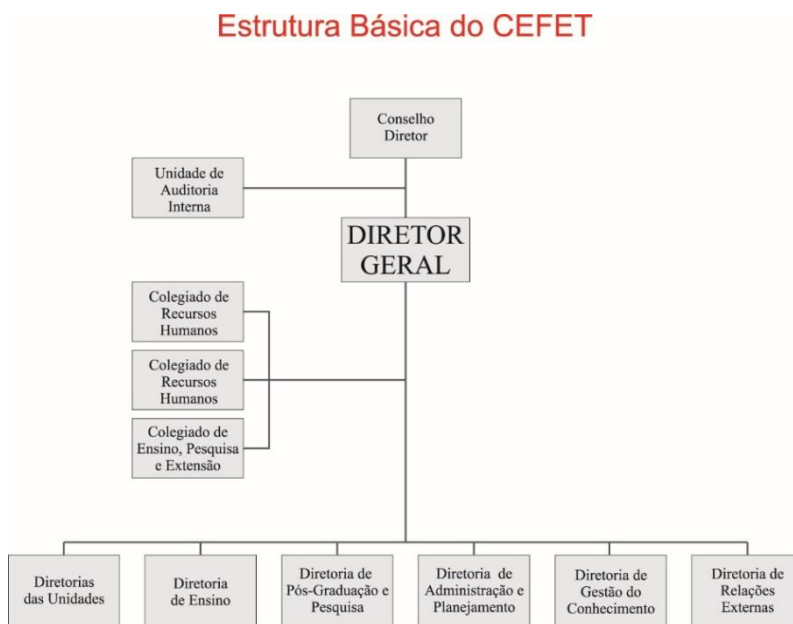 Estrutura Básica do CEFET
Conselho
Diretor
Unidade de
Auditoria
Interna
DIRETOR
GERAL
Colegiado de
Recursos
Humanos
Colegiado de
Recursos
Humanos
Colegiado de
Ensino, Pesquisa
e Extensão
Diretorias
das Unidades
Diretoria
de Ensino
Diretoria de
Pós-Graduação e
Pesquisa
Diretoria de
Administração e
Planejamento
Diretoria de
Gestão do
Conhecimento
Diretoria de
Relações
Externas